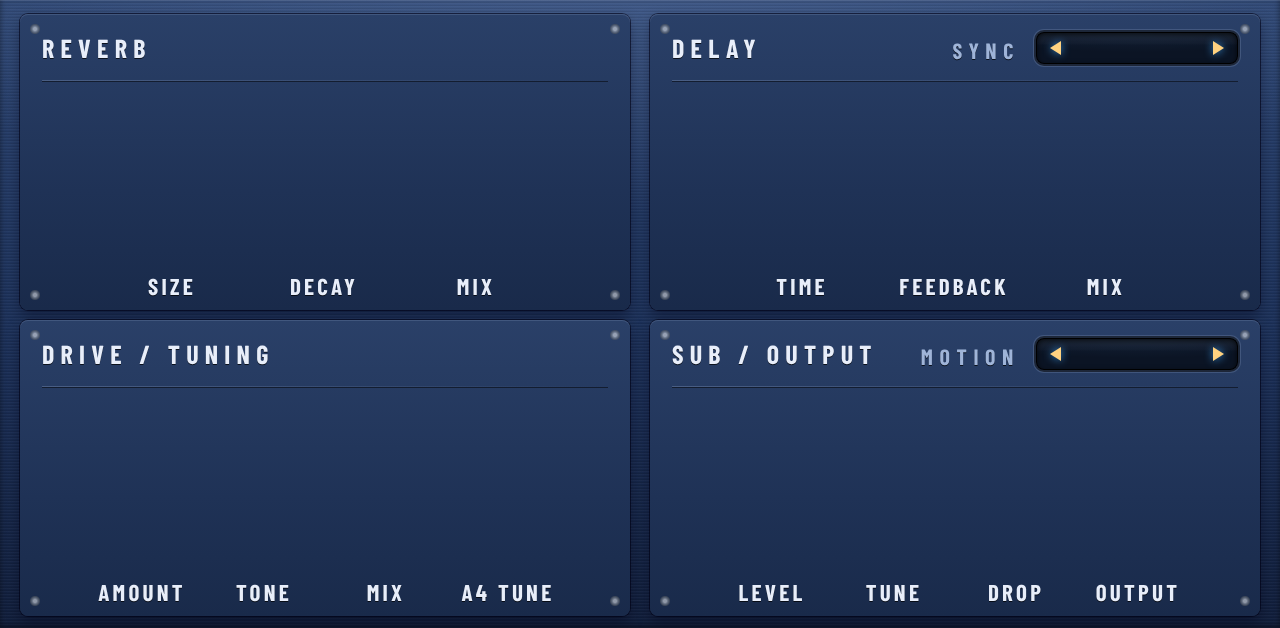 REVERB
SIZE DECAY MIX
DELAY SYNC
TIME FEEDBACK MIX
DRIVE / TUNING
AMOUNT TONE MIX A4 TUNE
SUB / OUTPUT MOTION
LEVEL TUNE DROP OUTPUT